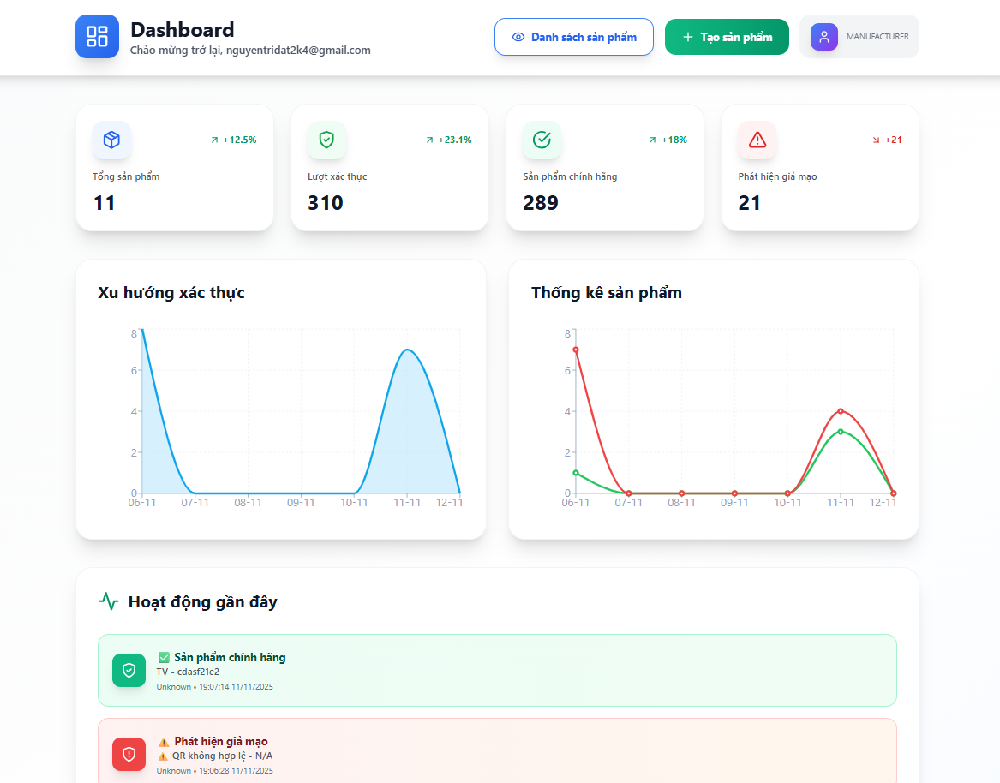 Dashboard
Chào mừng trở lại, nguyentridat2k4@gmail.com
Danh sách sản phẩm
Tạo sản phẩm
MANUFACTURER
+12.5%
Tổng sản phẩm
11
+23.1%
Lượt xác thực
310
+18%
Sản phẩm chính hãng
289
+21
Phát hiện giả mạo
21
Xu hướng xác thực
8
6
4
2
0
06-11 07-11 08-11 09-11 10-11 11-11 12-11
Thống kê sản phẩm
8
6
4
2
0
06-11 07-11 08-11 09-11 10-11 11-11 12-11
Hoạt động gần đây
✅ Sản phẩm chính hãng
TV - cdasf21e2
Unknown • 19:07:14 11/11/2025
⚠️ Phát hiện giả mạo
⚠️ QR không hợp lệ - N/A
Unknown • 19:06:28 11/11/2025